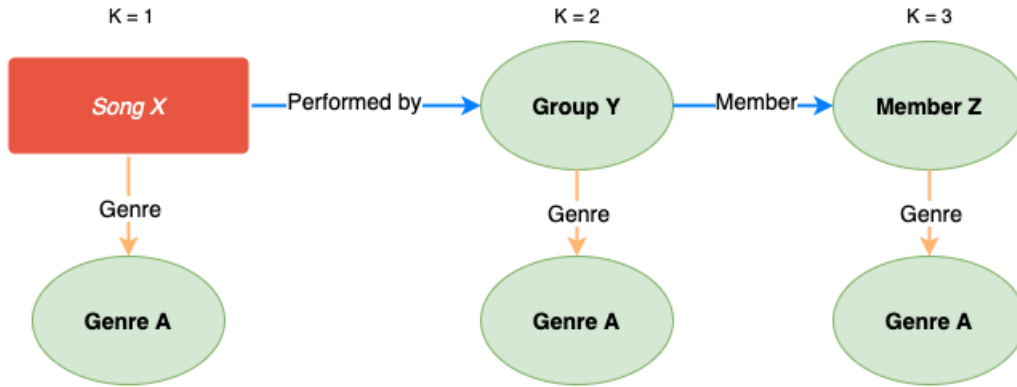 K = 1
K = 2
K = 3
Song X
Performed by
Group Y
Member
Member Z
Genre
Genre
Genre
Genre A
Genre A
Genre A